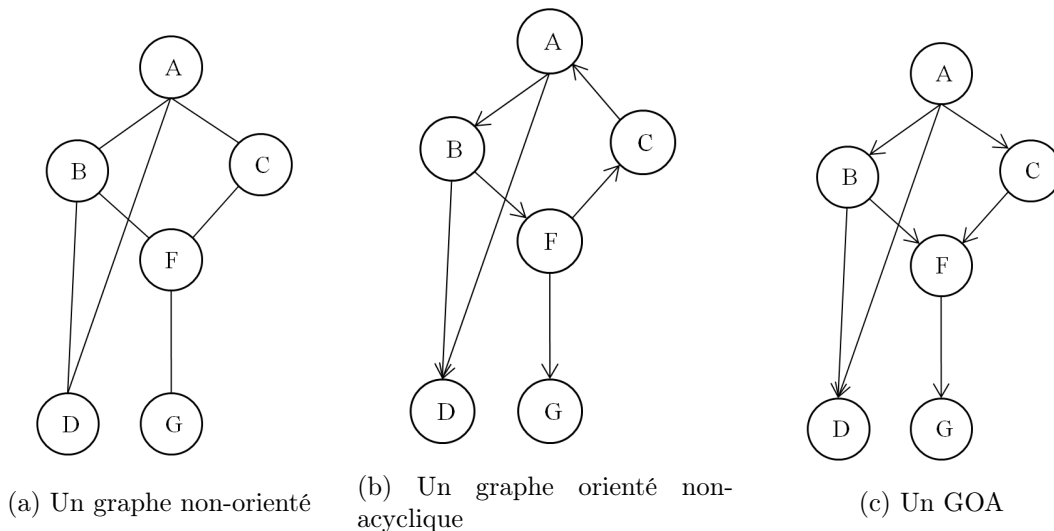 A
B
C
F
D
G
(a) Un graphe non-orienté
A
B
C
F
D
G
(b) Un graphe orienté non-
acyclique
A
B
C
F
D
G
(c) Un GOA